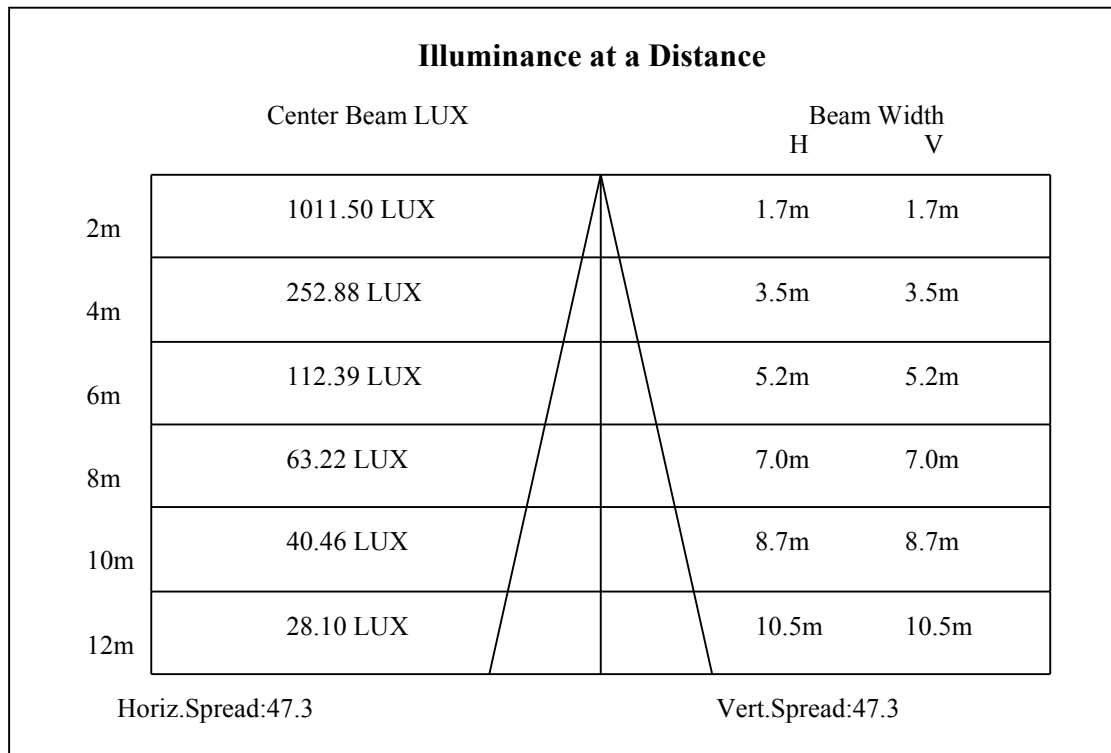 Illuminance at a Distance
Center Beam LUX Beam Width
H V
2m 1011.50 LUX 1.7m 1.7m
4m 252.88 LUX 3.5m 3.5m
6m 112.39 LUX 5.2m 5.2m
8m 63.22 LUX 7.0m 7.0m
10m 40.46 LUX 8.7m 8.7m
12m 28.10 LUX 10.5m 10.5m
Horiz.Spread:47.3 Vert.Spread:47.3